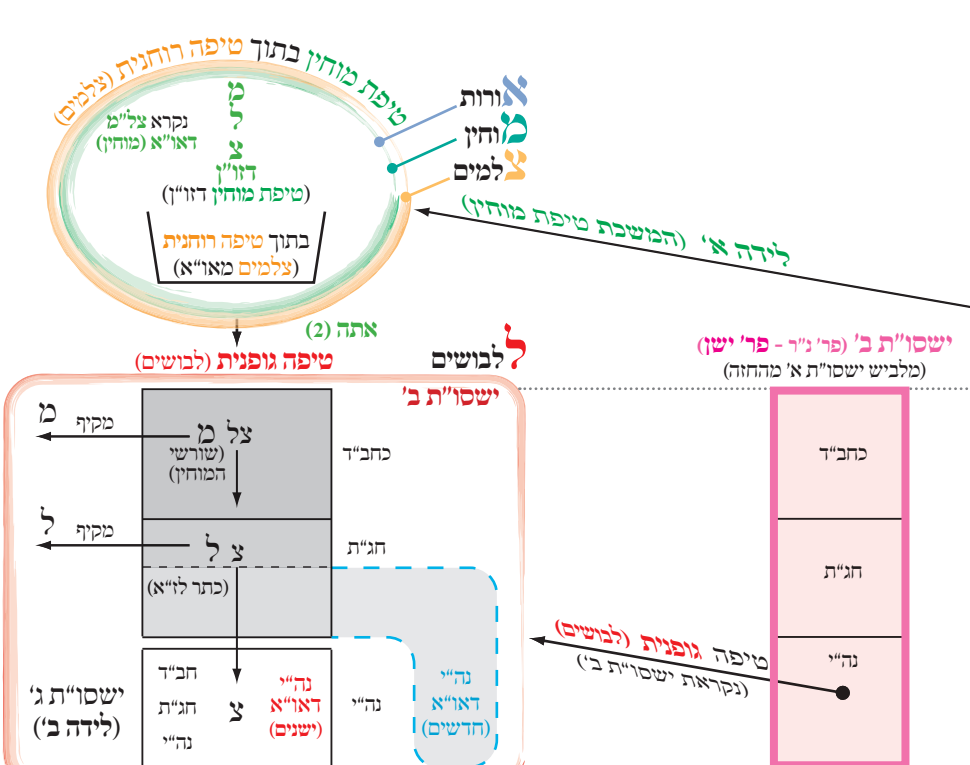 טיפת מוחין בתוך טיפה רוחנית (צלמים)
אורות
מוחין
צלמים
מ
ל
צ
דזו"ן
(טיפת מוחין דזו"ן)
נקרא צל"מ
דאו"א (מוחין)
בתוך טיפה רוחנית
(צלמים מאו"א)
לידה א' (המשכת טיפת מוחין)
אתה (2)
טיפה גופנית (לבושים)
ללבושים
ישסו"ת ב'
ישסו"ת ב' (פר' נ"ר - פר' ישן)
(מלביש ישסו"ת א' מהחזה)
כחב"ד
חג"ת
נה"י
טיפה גופנית (לבושים)
(נקראת ישסו"ת ב')
כחב"ד
צל מ
(שורשי
המוחין)
מקיף
מ
חג"ת
צ ל
מקיף
ל
(כתר לז"א)
נה"י
דאו"א
(חדשים)
נה"י
נה"י
דאו"א
(ישנים)
צ
חב"ד
חג"ת
נה"י
ישסו"ת ג'
(לידה ב')